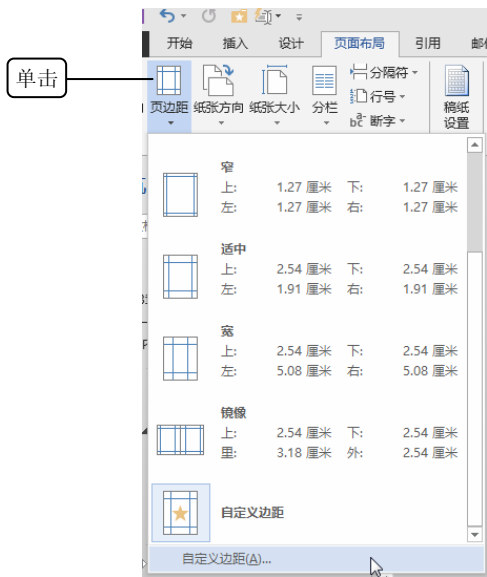 开始 插入 设计 页面布局 引用
单击
页边距 纸张方向 纸张大小 分栏 分隔符 行号 断字 稿纸设置
窄
上: 1.27 厘米 下: 1.27 厘米
左: 1.27 厘米 右: 1.27 厘米
适中
上: 2.54 厘米 下: 2.54 厘米
左: 1.91 厘米 右: 1.91 厘米
宽
上: 2.54 厘米 下: 2.54 厘米
左: 5.08 厘米 右: 5.08 厘米
镜像
上: 2.54 厘米 下: 2.54 厘米
里: 3.18 厘米 外: 2.54 厘米
自定义边距
自定义边距(A)...